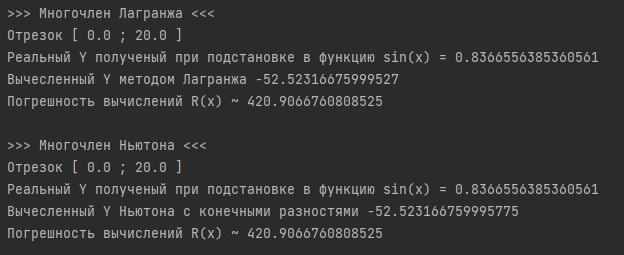 >>> Многочлен Лагранжа <<<
Отрезок [ 0.0 ; 20.0 ]
Реальный Y полученый при подстановке в функцию sin(x) = 0.8366556385360561
Вычесленный Y методом Лагранжа -52.52316675999527
Погрешность вычислений R(x) ~ 420.9066760808525
>>> Многочлен Ньютона <<<
Отрезок [ 0.0 ; 20.0 ]
Реальный Y полученый при подстановке в функцию sin(x) = 0.8366556385360561
Вычесленный Y Ньютона с конечными разностями -52.523166759995775
Погрешность вычислений R(x) ~ 420.9066760808525